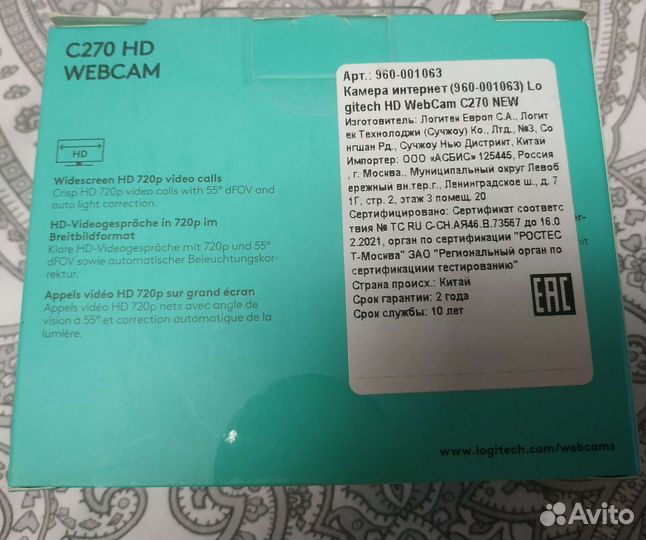 C270 HD
WEBCAM
HD
Widescreen HD 720p video calls
Crisp HD 720p video calls with 55° dFOV and
auto light correction.
HD-Videogespräche in 720p im
Breitbildformat
Klare HD-Videogespräche mit 720p und 55°
dFOV sowie automatischer Beleuchtungskor-
rektur.
Appels vidéo HD 720p sur grand écran
Appels vidéo HD 720p nets avec angle de
vision à 55° et correction automatique de la
lumière.
Арт.: 960-001063
Камера интернет (960-001063) Lo
gitech HD WebCam C270 NEW
Изготовитель: Логитек Европ С.А., Логит
ек Технолоджи (Сучжоу) Ко., Лтд., №3, Со
нгшан Рд., Сучжоу Нью Дистрикт, Китай
Импортер: ООО «АСБИС» 125445, Россия
, г. Москва., Муниципальный округ Левоб
ережный вн.тер.г., Ленинградское ш., д. 7
1Г, стр. 2, этаж 3 помещ. 20
Сертифицировано: Сертификат соответс
твия № ТС RU C-CH.АЯ46.В.73567 до 16.0
2.2021, орган по сертификации "РОСТЕС
Т-Москва" ЗАО "Региональный орган по
сертификациии тестированию"
Страна происх.: Китай
Срок гарантии: 2 года
Срок службы: 10 лет
EAC
www.logitech.com/webcams
Avito